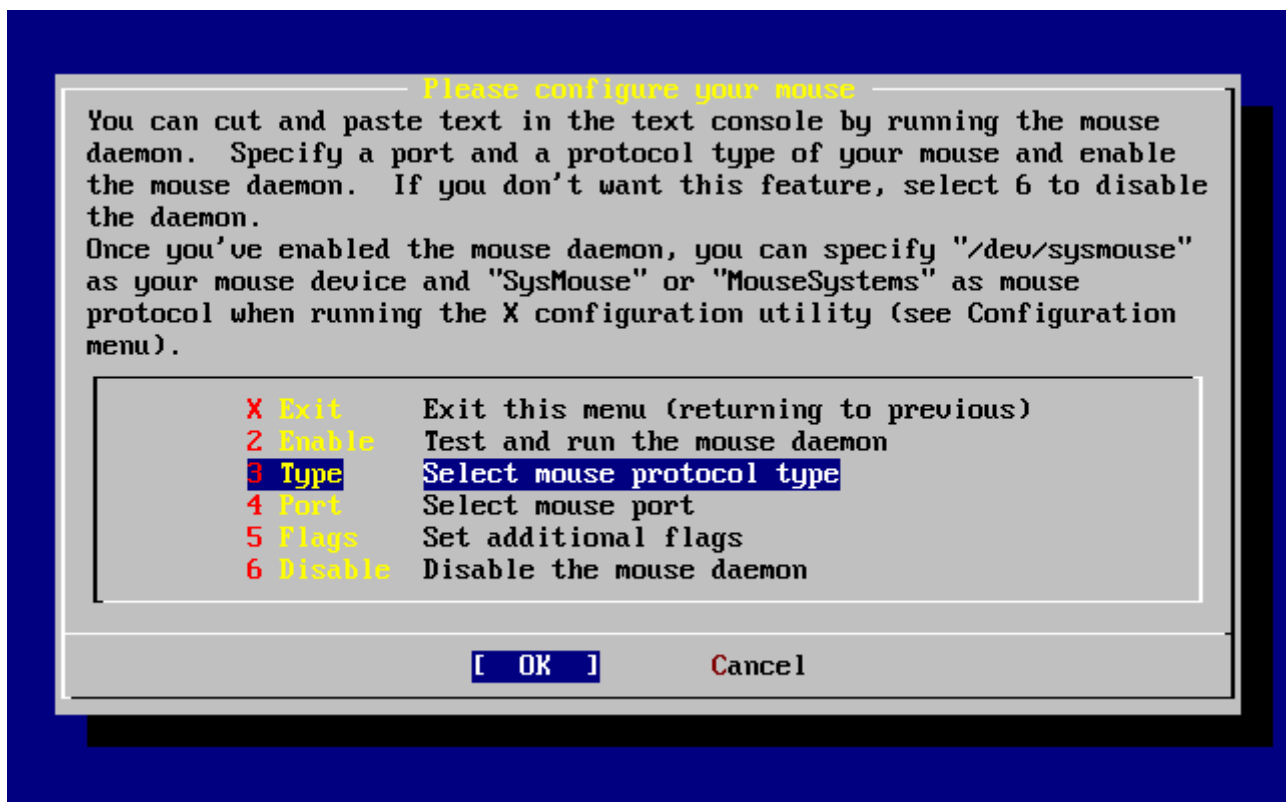 Please configure your mouse
You can cut and paste text in the text console by running the mouse
daemon.  Specify a port and a protocol type of your mouse and enable
the mouse daemon.  If you don't want this feature, select 6 to disable
the daemon.
Once you've enabled the mouse daemon, you can specify "/dev/sysmouse"
as your mouse device and "SysMouse" or "MouseSystems" as mouse
protocol when running the X configuration utility (see Configuration
menu).
X Exit Exit this menu (returning to previous)
2 Enable Test and run the mouse daemon
3 Type Select mouse protocol type
4 Port Select mouse port
5 Flags Set additional flags
6 Disable Disable the mouse daemon
[ OK ] Cancel